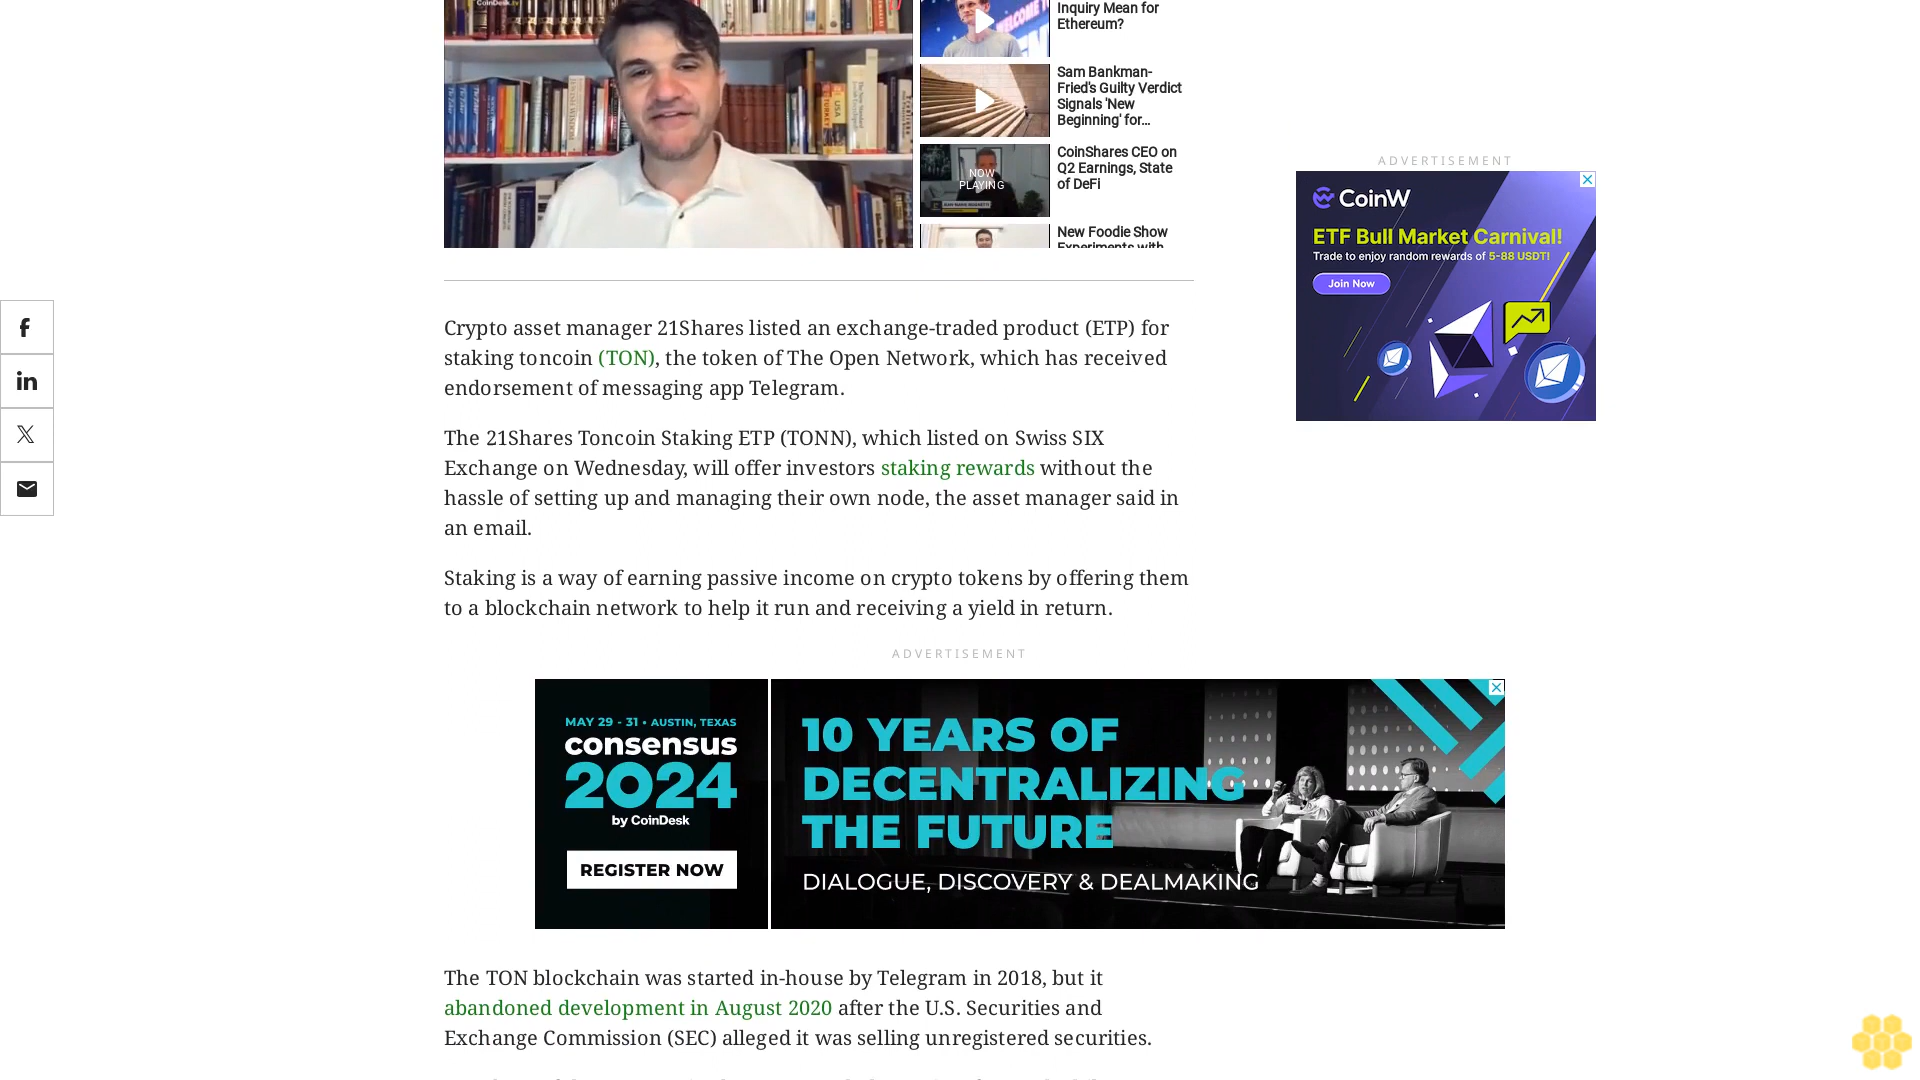 CoinDesk.tv
Inquiry Mean for
Ethereum?
Sam Bankman-
Fried's Guilty Verdict
Signals 'New
Beginning' for...
NOW
PLAYING
CoinShares CEO on
Q2 Earnings, State
of DeFi
New Foodie Show
Experiments with
ADVERTISEMENT
CoinW
ETF Bull Market Carnival!
Trade to enjoy random rewards of 5-88 USDT!
Join Now
Crypto asset manager 21Shares listed an exchange-traded product (ETP) for
staking toncoin (TON), the token of The Open Network, which has received
endorsement of messaging app Telegram.
The 21Shares Toncoin Staking ETP (TONN), which listed on Swiss SIX
Exchange on Wednesday, will offer investors staking rewards without the
hassle of setting up and managing their own node, the asset manager said in
an email.
Staking is a way of earning passive income on crypto tokens by offering them
to a blockchain network to help it run and receiving a yield in return.
ADVERTISEMENT
MAY 29 - 31 • AUSTIN, TEXAS
consensus
2024
by CoinDesk
REGISTER NOW
10 YEARS OF
DECENTRALIZING
THE FUTURE
DIALOGUE, DISCOVERY & DEALMAKING
The TON blockchain was started in-house by Telegram in 2018, but it
abandoned development in August 2020 after the U.S. Securities and
Exchange Commission (SEC) alleged it was selling unregistered securities.